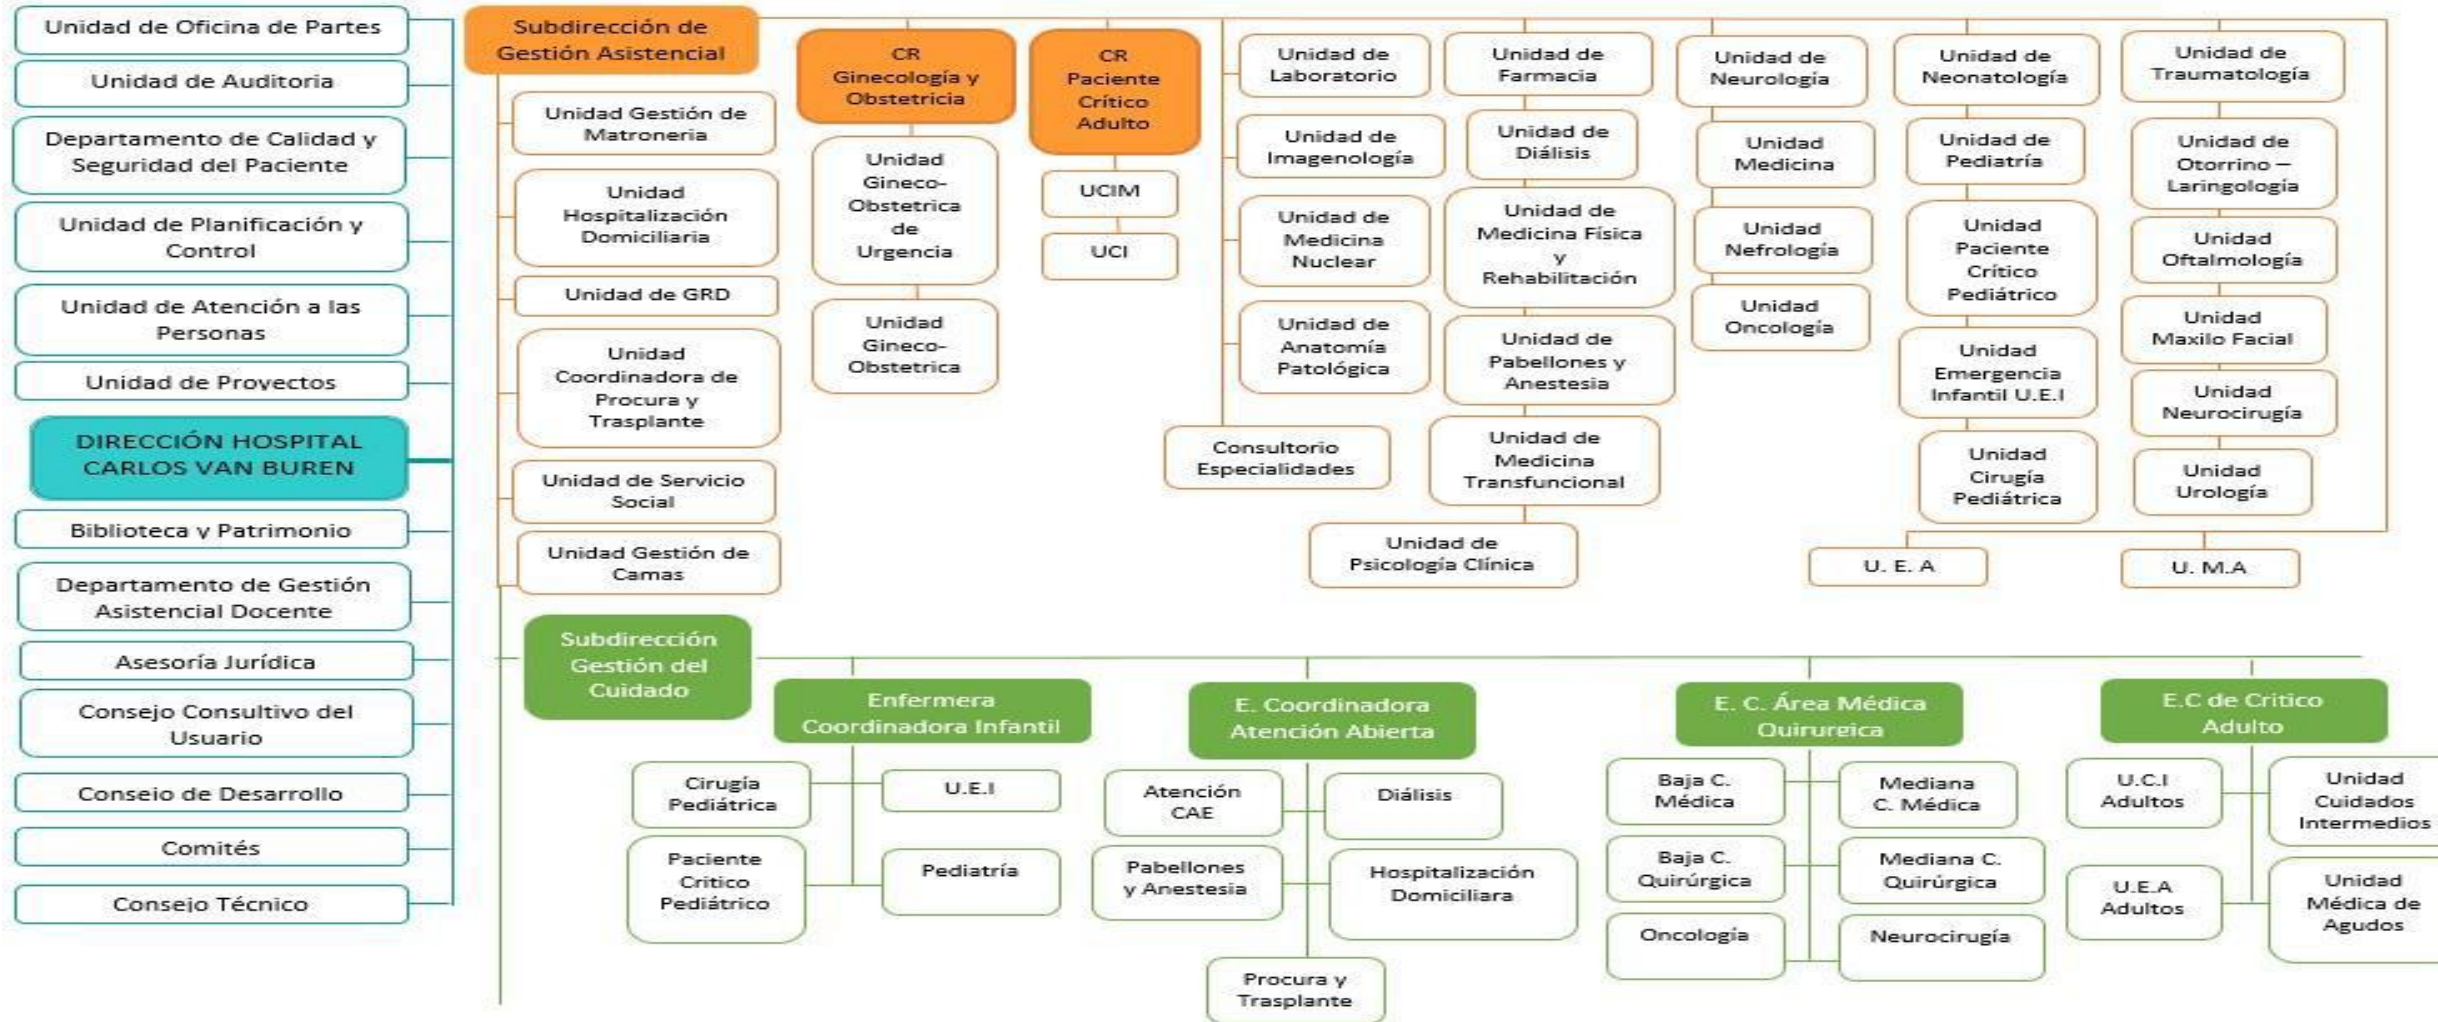 Unidad de Oficina de Partes
Unidad de Auditoria
Departamento de Calidad y
Seguridad del Paciente
Unidad de Planificación y
Control
Unidad de Atención a las
Personas
Unidad de Proyectos
DIRECCIÓN HOSPITAL
CARLOS VAN BUREN
Biblioteca y Patrimonio
Departamento de Gestión
Asistencial Docente
Asesoría Jurídica
Consejo Consultivo del
Usuario
Consejo de Desarrollo
Comités
Consejo Técnico
Subdirección de
Gestión Asistencial
Unidad Gestión de
Matroneria
Unidad
Hospitalización
Domiciliaria
Unidad de GRD
Unidad
Coordinadora de
Procura y
Trasplante
Unidad de Servicio
Social
Unidad Gestión de
Camas
CR
Ginecología y
Obstetricia
Unidad
Gineco-
Obstetrica
de
Urgencia
Unidad
Gineco-
Obstetrica
CR
Paciente
Crítico
Adulto
UCIM
UCI
Unidad de
Laboratorio
Unidad de
Imagenología
Unidad de
Medicina
Nuclear
Unidad de
Anatomía
Patológica
Consultorio
Especialidades
Unidad de
Farmacia
Unidad de
Diálisis
Unidad de
Medicina Física
y
Rehabilitación
Unidad de
Pabellones y
Anestesia
Unidad de
Medicina
Transfuncional
Unidad de
Psicología Clínica
Unidad de
Neurología
Unidad
Medicina
Unidad
Nefrología
Unidad
Oncología
Unidad de
Neonatología
Unidad de
Pediatría
Unidad
Paciente
Crítico
Pediátrico
Unidad
Emergencia
Infantil U.E.I
Unidad
Cirugía
Pediátrica
Unidad de
Traumatología
Unidad de
Otorrino –
Laringología
Unidad
Oftalmología
Unidad
Maxilo Facial
Unidad
Neurocirugía
Unidad
Urología
U. E. A
U. M.A
Subdirección
Gestión del
Cuidado
Enfermera
Coordinadora Infantil
Cirugía
Pediátrica
U.E.I
Paciente
Critico
Pediátrico
Pediatría
E. Coordinadora
Atención Abierta
Atención
CAE
Diálisis
Pabellones
y Anestesia
Hospitalización
Domiciliara
Procura y
Trasplante
E. C. Área Médica
Quirurgica
Baja C.
Médica
Mediana
C. Médica
Baja C.
Quirúrgica
Mediana C.
Quirúrgica
Oncología
Neurocirugía
E.C de Critico
Adulto
U.C.I
Adultos
Unidad
Cuidados
Intermedios
U.E.A
Adultos
Unidad
Médica de
Agudos